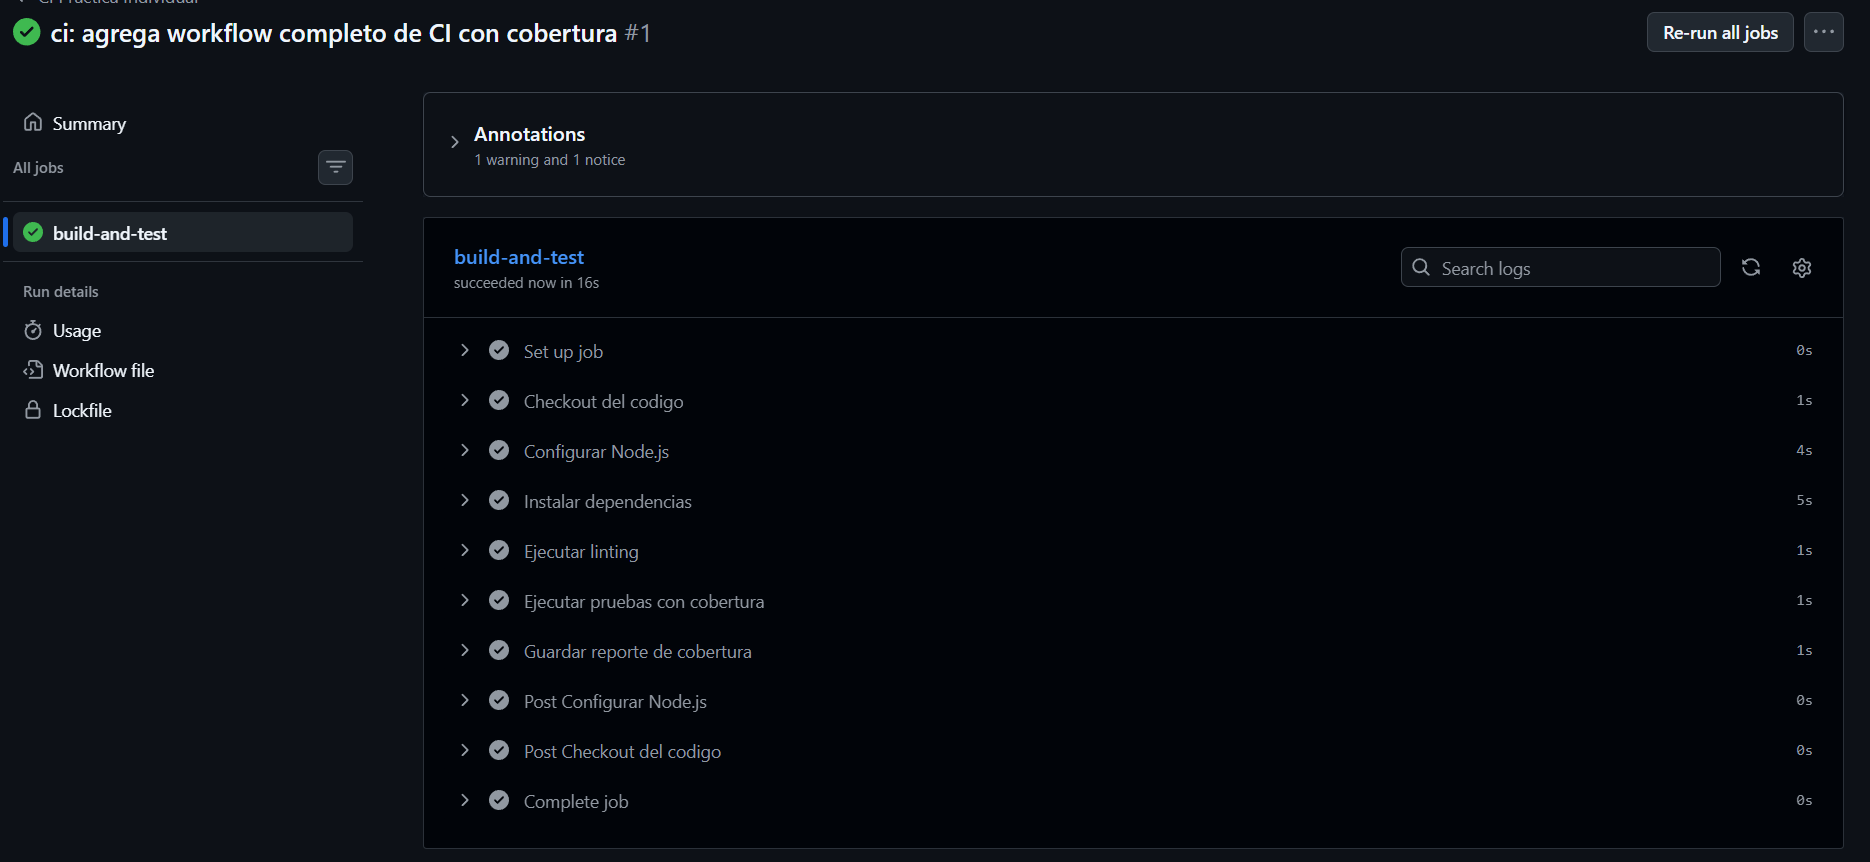 CI Practica Individual
ci: agrega workflow completo de CI con cobertura #1
Re-run all jobs
Summary
All jobs
build-and-test
Run details
Usage
Workflow file
Lockfile
Annotations
1 warning and 1 notice
build-and-test
succeeded now in 16s
Search logs
Set up job 0s
Checkout del codigo 1s
Configurar Node.js 4s
Instalar dependencias 5s
Ejecutar linting 1s
Ejecutar pruebas con cobertura 1s
Guardar reporte de cobertura 1s
Post Configurar Node.js 0s
Post Checkout del codigo 0s
Complete job 0s